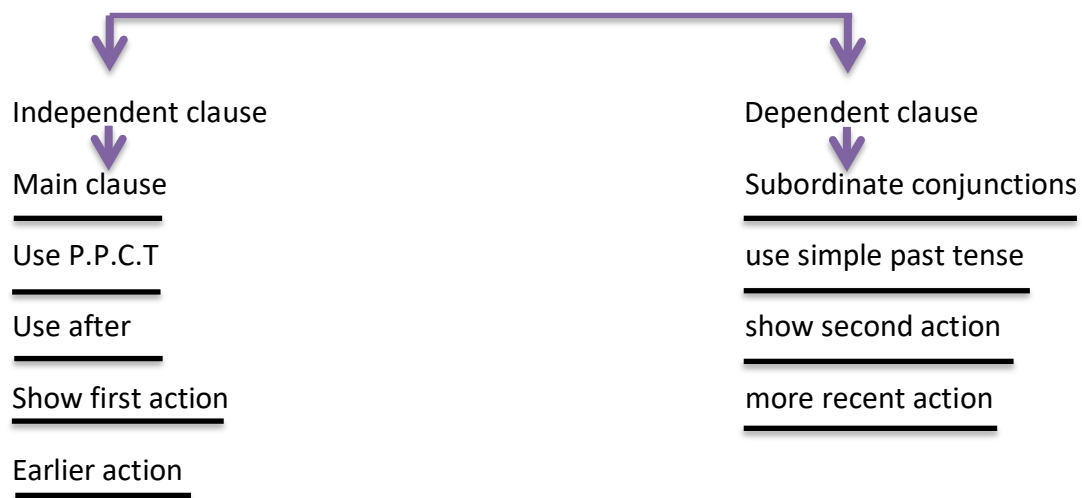 Independent clause
Dependent clause
Main clause
Subordinate conjunctions
Use P.P.C.T
use simple past tense
Use after
show second action
Show first action
more recent action
Earlier action